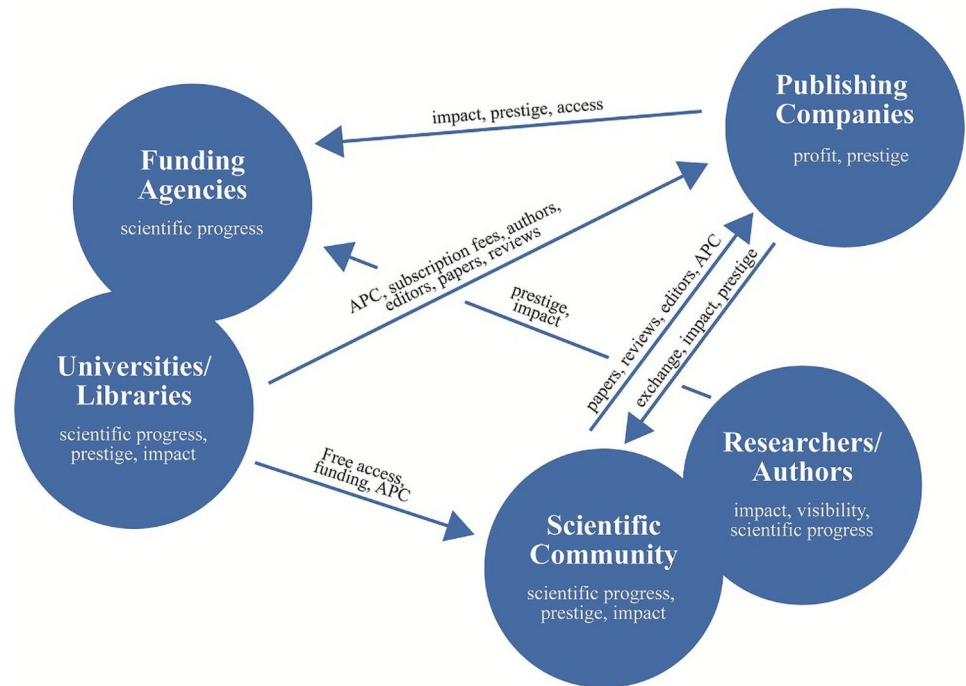 Publishing
Companies
profit, prestige
impact, prestige, access
Funding
Agencies
scientific progress
APC, subscription fees, authors,
editors, papers, reviews
prestige,
impact
papers, reviews, editors, APC
exchange, impact, prestige
Universities/
Libraries
scientific progress,
prestige, impact
Free access,
funding, APC
Researchers/
Authors
impact, visibility,
scientific progress
Scientific
Community
scientific progress,
prestige, impact